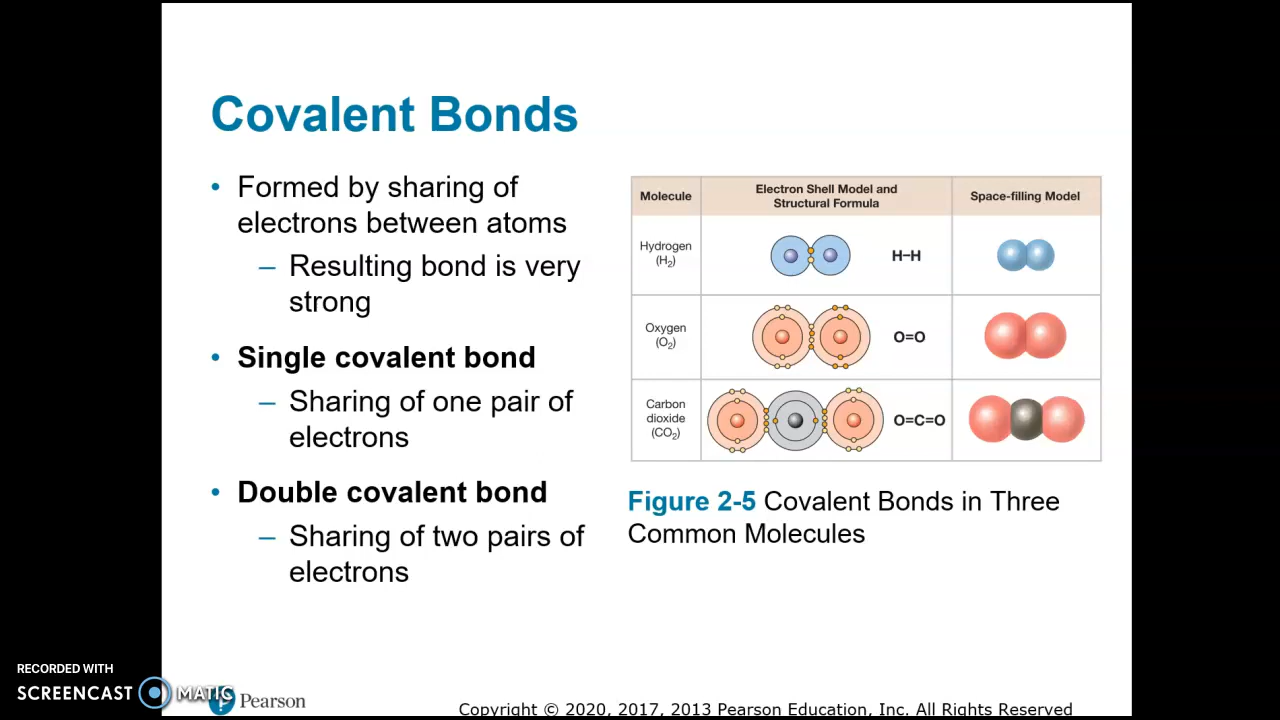 Covalent Bonds
• Formed by sharing of
electrons between atoms
– Resulting bond is very
strong
• Single covalent bond
– Sharing of one pair of
electrons
• Double covalent bond
– Sharing of two pairs of
electrons
Molecule
Electron Shell Model and
Structural Formula
Space-filling Model
Hydrogen
(H₂)
H–H
Oxygen
(O₂)
O=O
Carbon
dioxide
(CO₂)
O=C=O
Figure 2-5 Covalent Bonds in Three
Common Molecules
RECORDED WITH
SCREENCAST MATIC
Pearson
Copyright © 2020, 2017, 2013 Pearson Education, Inc. All Rights Reserved